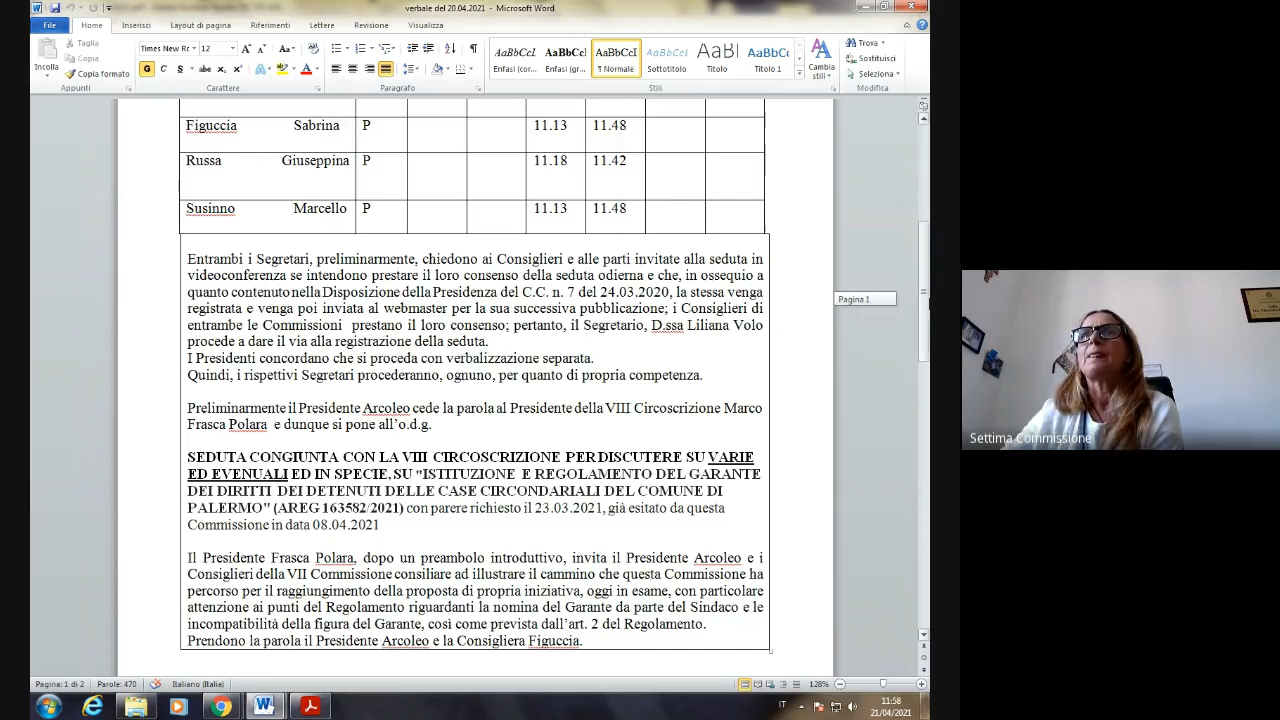 verbale del 20.04.2021 - Microsoft Word
File Home Inserisci Layout di pagina Riferimenti Lettere Revisione Visualizza
Incolla
Taglia
Copia
Copia formato
Appunti
Times New Ro 12
G C S abc x₂ x²
Carattere
Paragrafo
AaBbCcI AaBbCcI AaBbCcI AaBbCcI AaBI AaBbC
Enfasi (cor... Enfasi (gr... ¶ Normale Sottotitolo Titolo Titolo 1
Stili
Cambia stili
Trova
Sostituisci
Seleziona
Modifica
Figuccia Sabrina P 11.13 11.48
Russa Giuseppina P 11.18 11.42
Susinno Marcello P 11.13 11.48
Entrambi i Segretari, preliminarmente, chiedono ai Consiglieri e alle parti invitate alla seduta in
videoconferenza se intendono prestare il loro consenso della seduta odierna e che, in ossequio a
quanto contenuto nella Disposizione della Presidenza del C.C. n. 7 del 24.03.2020, la stessa venga
registrata e venga poi inviata al webmaster per la sua successiva pubblicazione; i Consiglieri di
entrambe le Commissioni prestano il loro consenso; pertanto, il Segretario, D.ssa Liliana Volo
procede a dare il via alla registrazione della seduta.
I Presidenti concordano che si proceda con verbalizzazione separata.
Quindi, i rispettivi Segretari procederanno, ognuno, per quanto di propria competenza.
Preliminarmente il Presidente Arcoleo cede la parola al Presidente della VIII Circoscrizione Marco
Frasca Polara e dunque si pone all'o.d.g.
SEDUTA CONGIUNTA CON LA VIII CIRCOSCRIZIONE PER DISCUTERE SU VARIE
ED EVENUALI ED IN SPECIE, SU "ISTITUZIONE E REGOLAMENTO DEL GARANTE
DEI DIRITTI DEI DETENUTI DELLE CASE CIRCONDARIALI DEL COMUNE DI
PALERMO" (AREG 163582/2021) con parere richiesto il 23.03.2021, già esitato da questa
Commissione in data 08.04.2021
Il Presidente Frasca Polara, dopo un preambolo introduttivo, invita il Presidente Arcoleo e i
Consiglieri della VII Commissione consiliare ad illustrare il cammino che questa Commissione ha
percorso per il raggiungimento della proposta di propria iniziativa, oggi in esame, con particolare
attenzione ai punti del Regolamento riguardanti la nomina del Garante da parte del Sindaco e le
incompatibilità della figura del Garante, così come prevista dall'art. 2 del Regolamento.
Prendono la parola il Presidente Arcoleo e la Consigliera Figuccia.
Pagina 1
Settima Commissione
Pagina: 1 di 2 Parole: 470 Italiano (Italia) 128%
IT 11:58
21/04/2021